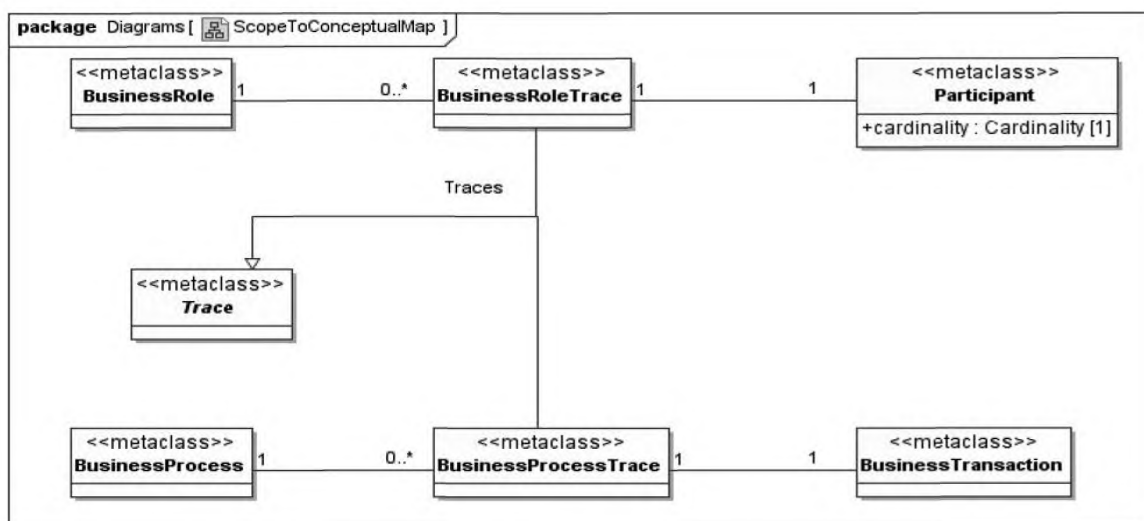 package Diagrams [ ScopeToConceptualMap ]
<<metaclass>>
BusinessRole
1
0..*
<<metaclass>>
BusinessRoleTrace
1
1
<<metaclass>>
Participant
+cardinality : Cardinality [1]
Traces
<<metaclass>>
Trace
<<metaclass>>
BusinessProcess
1
0..*
<<metaclass>>
BusinessProcessTrace
1
1
<<metaclass>>
BusinessTransaction